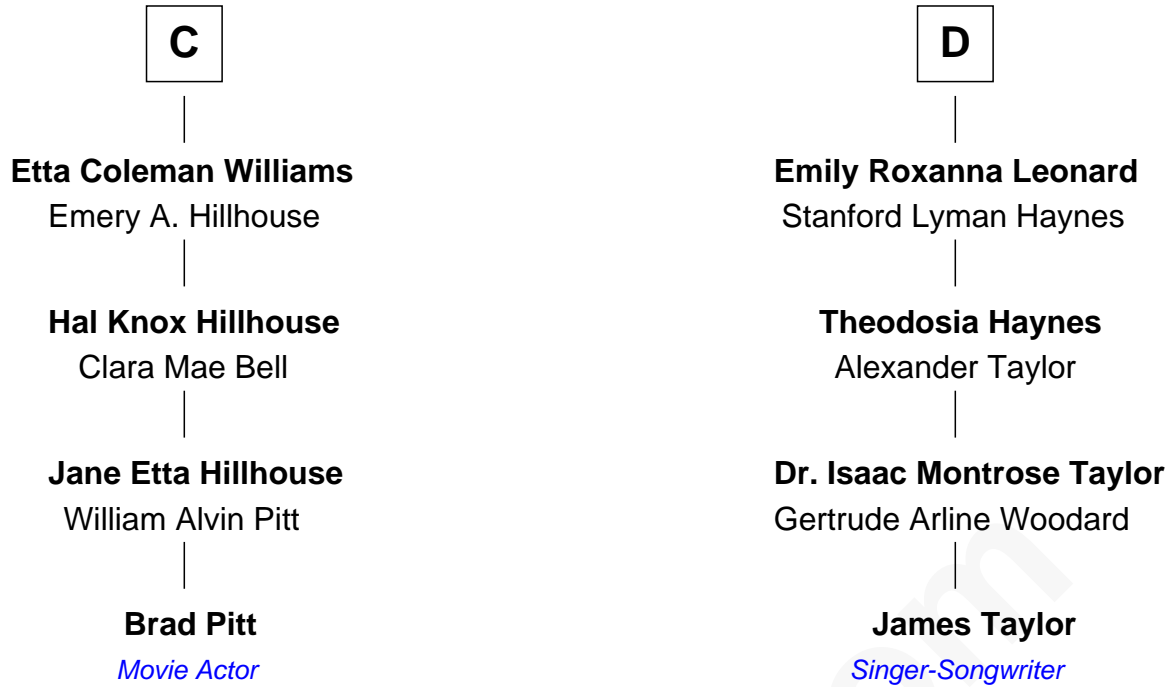 C
D
Etta Coleman Williams
Emery A. Hillhouse
Emily Roxanna Leonard
Stanford Lyman Haynes
Hal Knox Hillhouse
Clara Mae Bell
Theodosia Haynes
Alexander Taylor
Jane Etta Hillhouse
William Alvin Pitt
Dr. Isaac Montrose Taylor
Gertrude Arline Woodard
Brad Pitt
Movie Actor
James Taylor
Singer-Songwriter